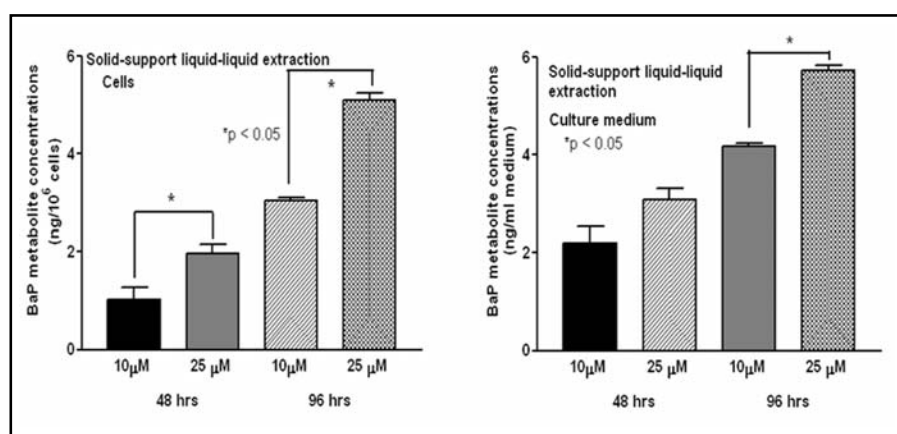 Solid-support liquid-liquid extraction
Cells
*
*
*p < 0.05
BaP metabolite concentrations
(ng/10⁶ cells)
6
4
2
0
10μM
25 μM
10μM
25 μM
48 hrs
96 hrs
*
Solid-support liquid-liquid
extraction
Culture medium
*p < 0.05
BaP metabolite concentrations
(ng/ml medium)
6
4
2
0
10μM
25 μM
10μM
25 μM
48 hrs
96 hrs